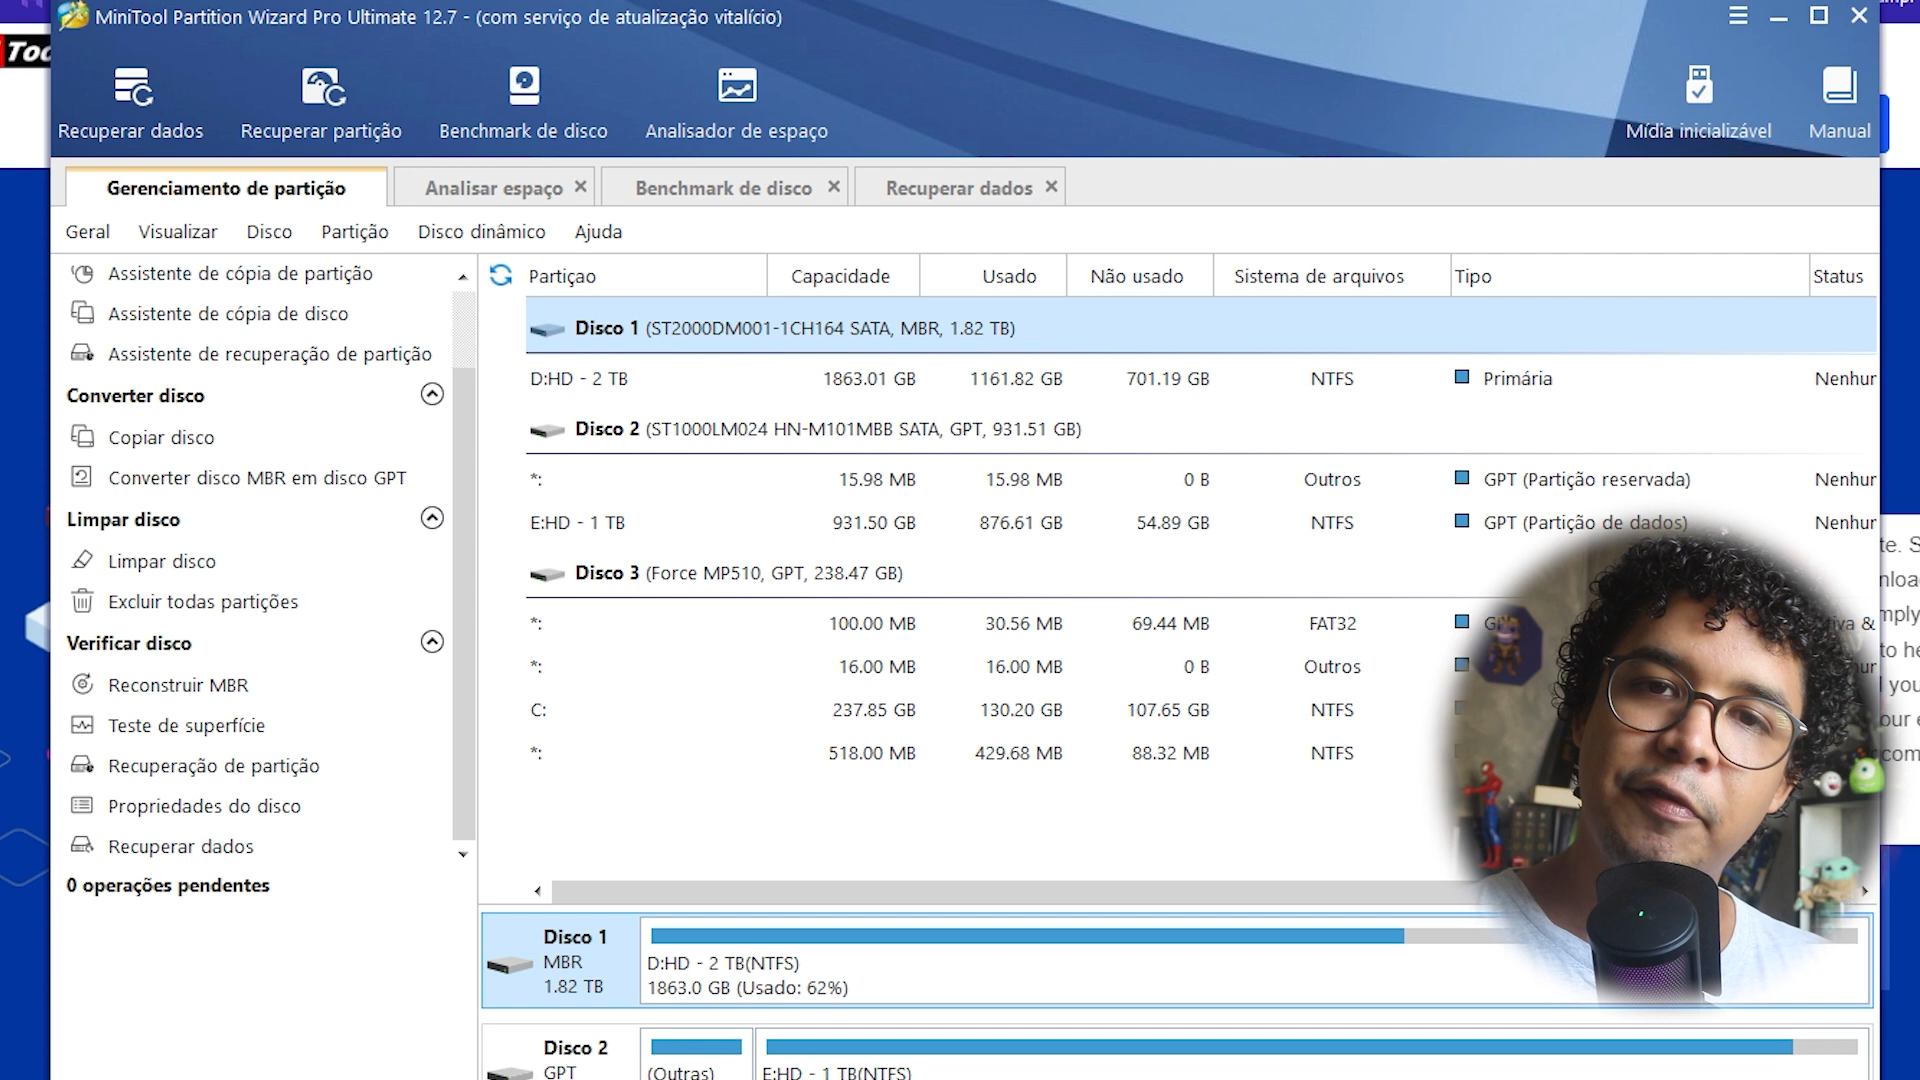 MiniTool Partition Wizard Pro Ultimate 12.7 - (com serviço de atualização vitalício)
Recuperar dados
Recuperar partição
Benchmark de disco
Analisador de espaço
Mídia inicializável
Manual
Gerenciamento de partição
Analisar espaço
Benchmark de disco
Recuperar dados
Geral Visualizar Disco Partição Disco dinâmico Ajuda
Assistente de cópia de partição
Assistente de cópia de disco
Assistente de recuperação de partição
Converter disco
Copiar disco
Converter disco MBR em disco GPT
Limpar disco
Limpar disco
Excluir todas partições
Verificar disco
Reconstruir MBR
Teste de superfície
Recuperação de partição
Propriedades do disco
Recuperar dados
0 operações pendentes
Partiçao Capacidade Usado Não usado Sistema de arquivos Tipo Status
Disco 1 (ST2000DM001-1CH164 SATA, MBR, 1.82 TB)
D:HD - 2 TB 1863.01 GB 1161.82 GB 701.19 GB NTFS Primária Nenhur
Disco 2 (ST1000LM024 HN-M101MBB SATA, GPT, 931.51 GB)
*: 15.98 MB 15.98 MB 0 B Outros GPT (Partição reservada) Nenhur
E:HD - 1 TB 931.50 GB 876.61 GB 54.89 GB NTFS GPT (Partição de dados) Nenhur
Disco 3 (Force MP510, GPT, 238.47 GB)
*: 100.00 MB 30.56 MB 69.44 MB FAT32
*: 16.00 MB 16.00 MB 0 B Outros
C: 237.85 GB 130.20 GB 107.65 GB NTFS
*: 518.00 MB 429.68 MB 88.32 MB NTFS
Disco 1
MBR
1.82 TB
D:HD - 2 TB(NTFS)
1863.0 GB (Usado: 62%)
Disco 2
GPT
(Outras)
E:HD - 1 TB(NTFS)